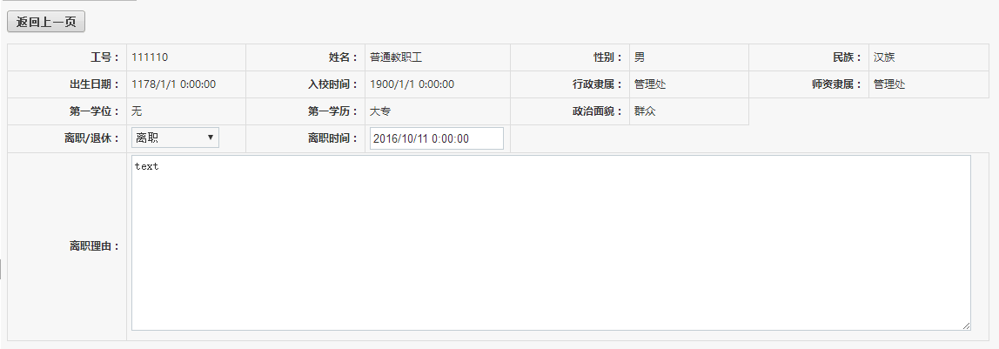 返回上一页
工号： 111110 姓名： 普通教职工 性别： 男 民族： 汉族
出生日期： 1178/1/1 0:00:00 入校时间： 1900/1/1 0:00:00 行政隶属： 管理处 师资隶属： 管理处
第一学位： 无 第一学历： 大专 政治面貌： 群众
离职/退休： 离职 离职时间： 2016/10/11 0:00:00
离职理由： text